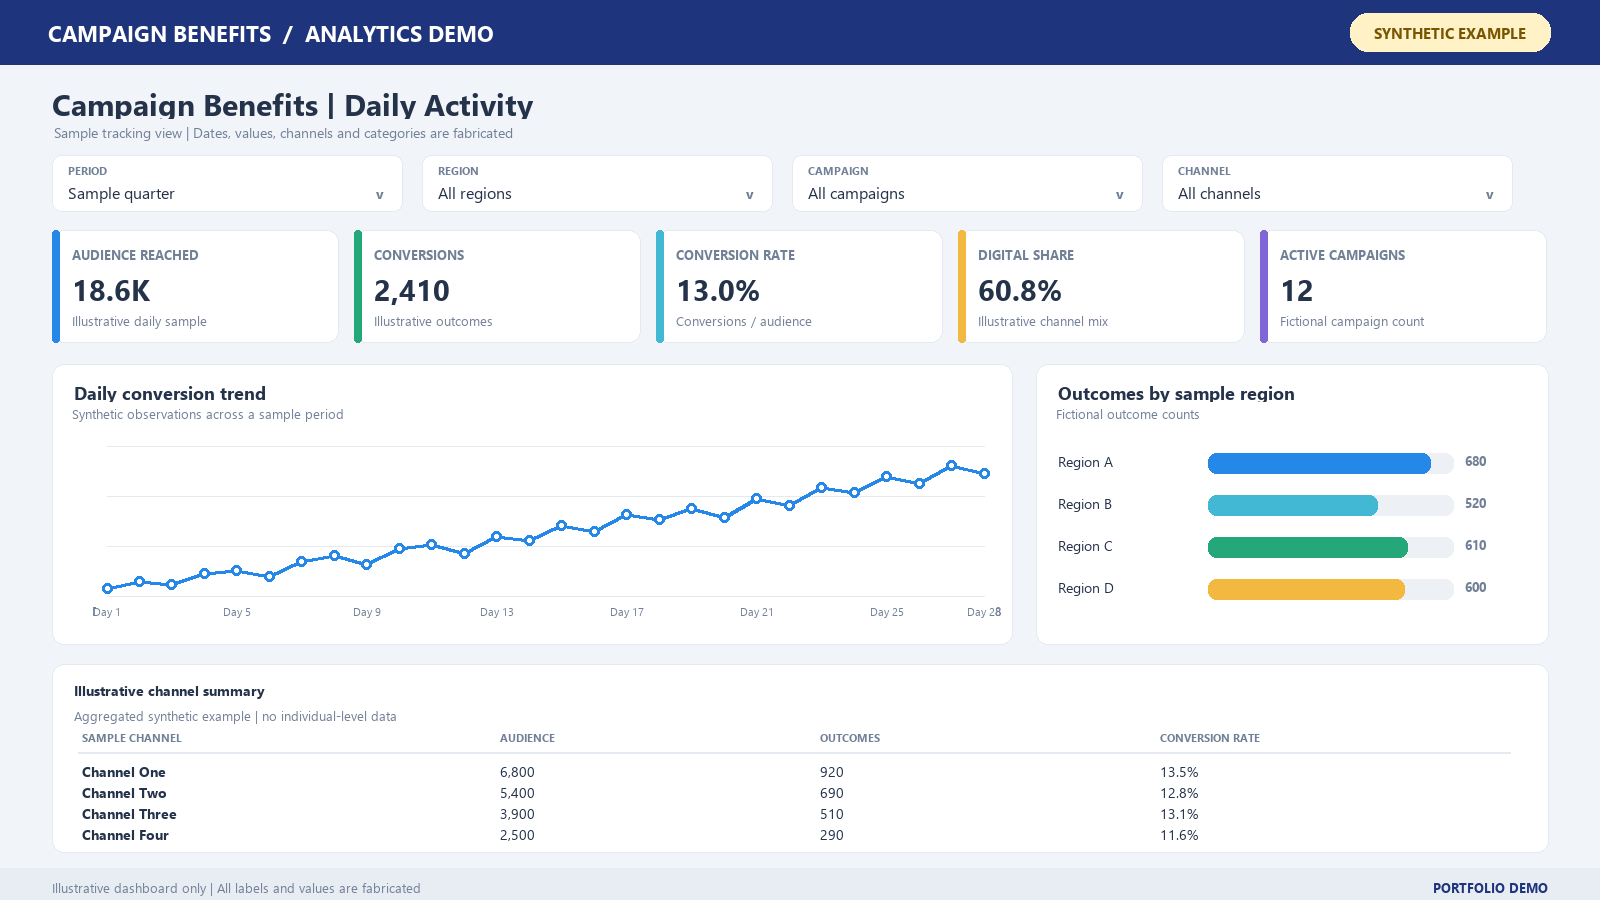 CAMPAIGN BENEFITS / ANALYTICS DEMO
SYNTHETIC EXAMPLE
Campaign Benefits | Daily Activity
Sample tracking view | Dates, values, channels and categories are fabricated
PERIOD
Sample quarter v
REGION
All regions v
CAMPAIGN
All campaigns v
CHANNEL
All channels v
AUDIENCE REACHED
18.6K
Illustrative daily sample
CONVERSIONS
2,410
Illustrative outcomes
CONVERSION RATE
13.0%
Conversions / audience
DIGITAL SHARE
60.8%
Illustrative channel mix
ACTIVE CAMPAIGNS
12
Fictional campaign count
Daily conversion trend
Synthetic observations across a sample period
Day 1 Day 5 Day 9 Day 13 Day 17 Day 21 Day 25 Day 28
Outcomes by sample region
Fictional outcome counts
Region A 680
Region B 520
Region C 610
Region D 600
Illustrative channel summary
Aggregated synthetic example | no individual-level data
SAMPLE CHANNEL AUDIENCE OUTCOMES CONVERSION RATE
Channel One 6,800 920 13.5%
Channel Two 5,400 690 12.8%
Channel Three 3,900 510 13.1%
Channel Four 2,500 290 11.6%
Illustrative dashboard only | All labels and values are fabricated
PORTFOLIO DEMO